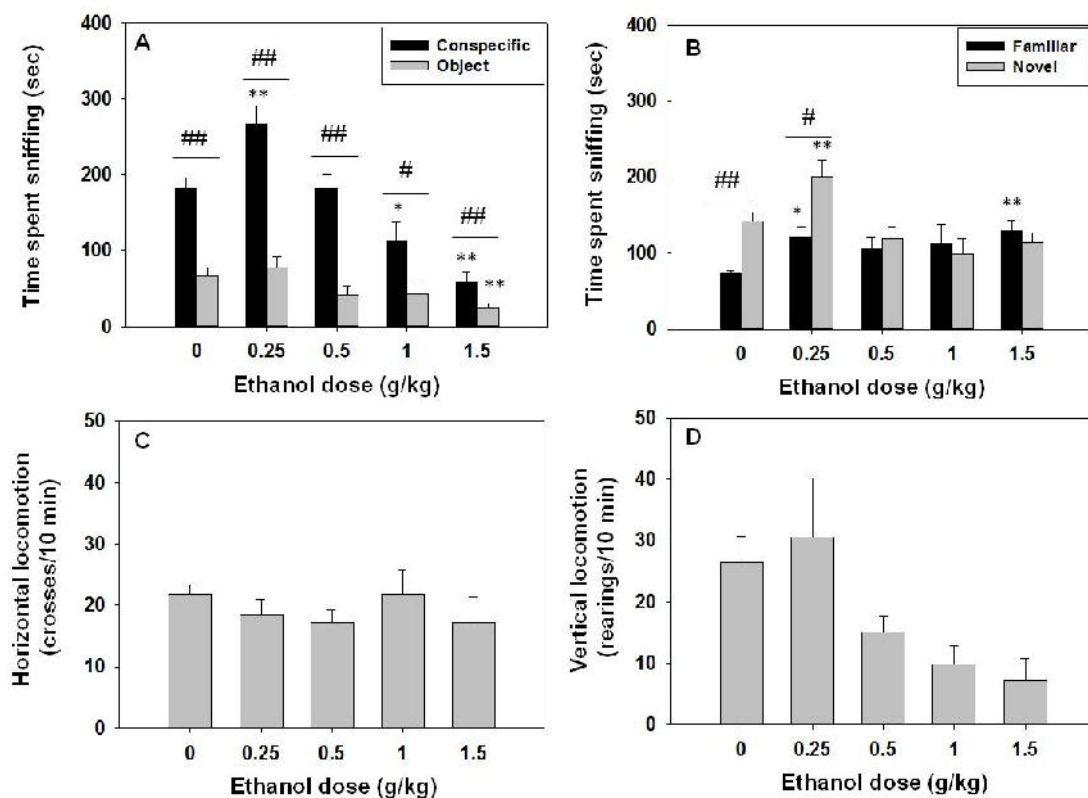 A
Conspecific
Object
Time spent sniffing (sec)
400
300
200
100
0
##
##
**
##
#
*
##
**
**
0 0.25 0.5 1 1.5
Ethanol dose (g/kg)
B
Familiar
Novel
Time spent sniffing (sec)
400
300
200
100
0
##
#
*
**
**
0 0.25 0.5 1 1.5
Ethanol dose (g/kg)
C
Horizontal locomotion
(crosses/10 min)
50
40
30
20
10
0
0 0.25 0.5 1 1.5
Ethanol dose (g/kg)
D
Vertical locomotion
(rearings/10 min)
50
40
30
20
10
0
0 0.25 0.5 1 1.5
Ethanol dose (g/kg)